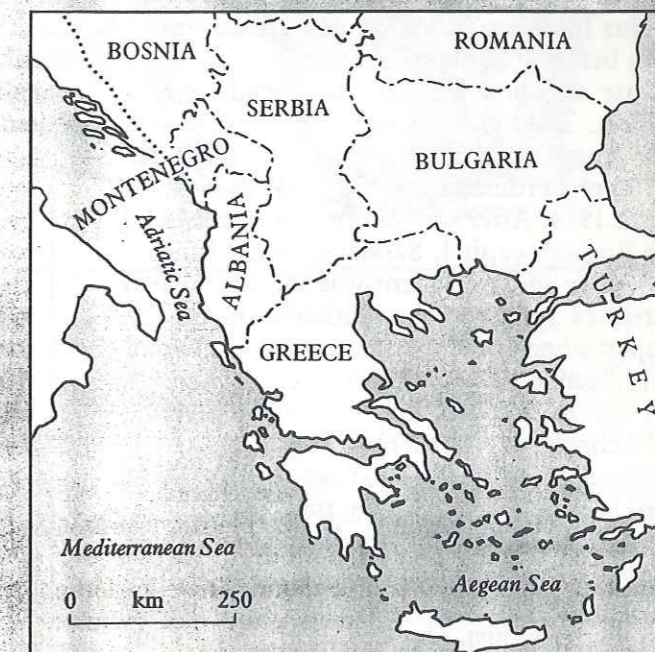 BOSNIA
ROMANIA
SERBIA
BULGARIA
MONTENEGRO
Adriatic Sea
ALBANIA
TURKEY
GREECE
Mediterranean Sea
Aegean Sea
0 km 250